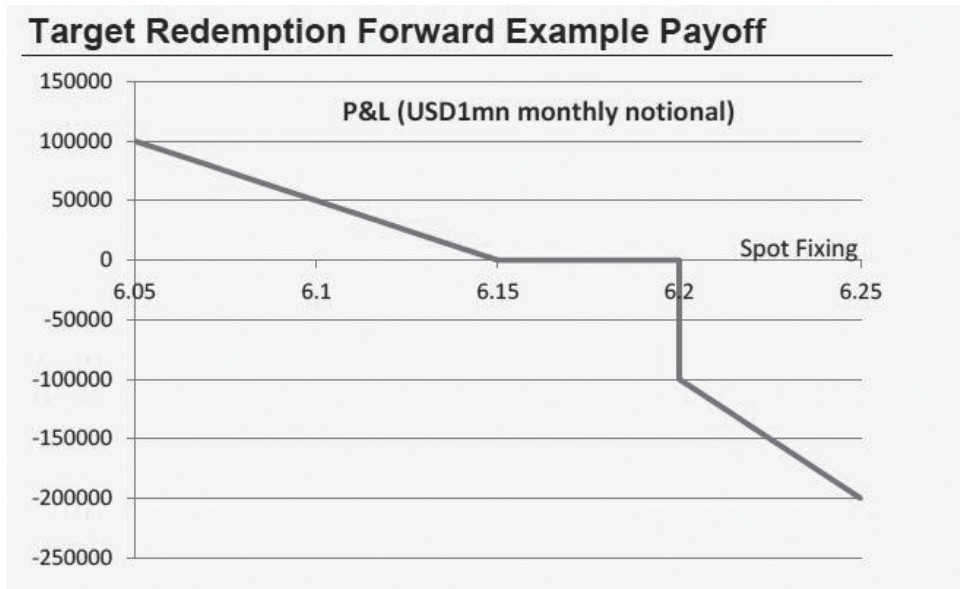 Target Redemption Forward Example Payoff
150000
P&L (USD1mn monthly notional)
100000
50000
Spot Fixing
0
6.05 6.1 6.15 6.2 6.25
-50000
-100000
-150000
-200000
-250000